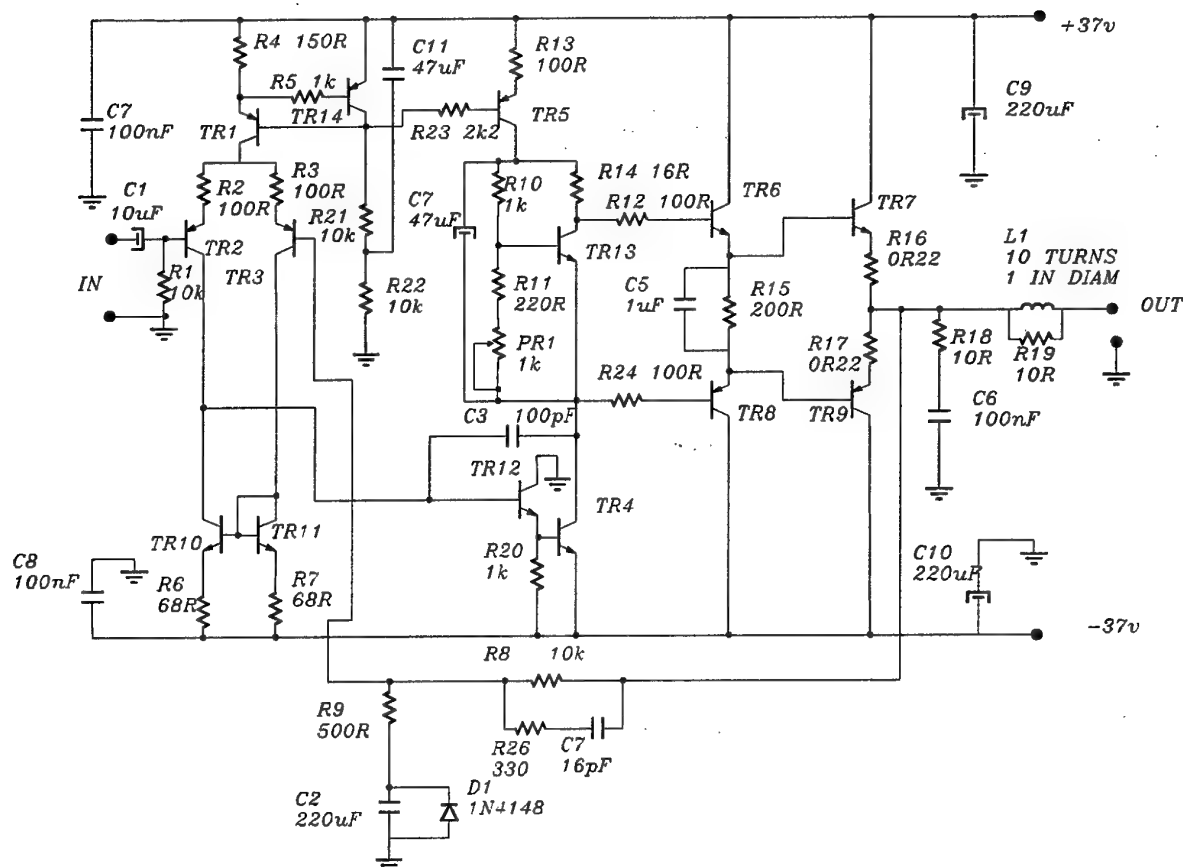 +37v
R4 150R
C11
47uF
R13
100R
R5 1k
C7
100nF
TR1
TR14
R23 2k2
TR5
C9
220uF
C1
10uF
R2
100R
R3
100R
R21
10k
C7
47uF
R10
1k
R14 16R
R12 100R
TR6
TR7
TR2
TR3
TR13
R16
0R22
L1
10 TURNS
1 IN DIAM
IN
R1
10k
R22
10k
R11
220R
C5
1uF
R15
200R
OUT
PR1
1k
R17
0R22
R18
10R
R19
10R
R24 100R
TR8
TR9
C6
100nF
C3 100pF
TR12
TR4
TR10
TR11
R20
1k
C8
100nF
R6
68R
R7
68R
C10
220uF
-37v
R8 10k
R9
500R
R26
330
C7
16pF
C2
220uF
D1
1N4148